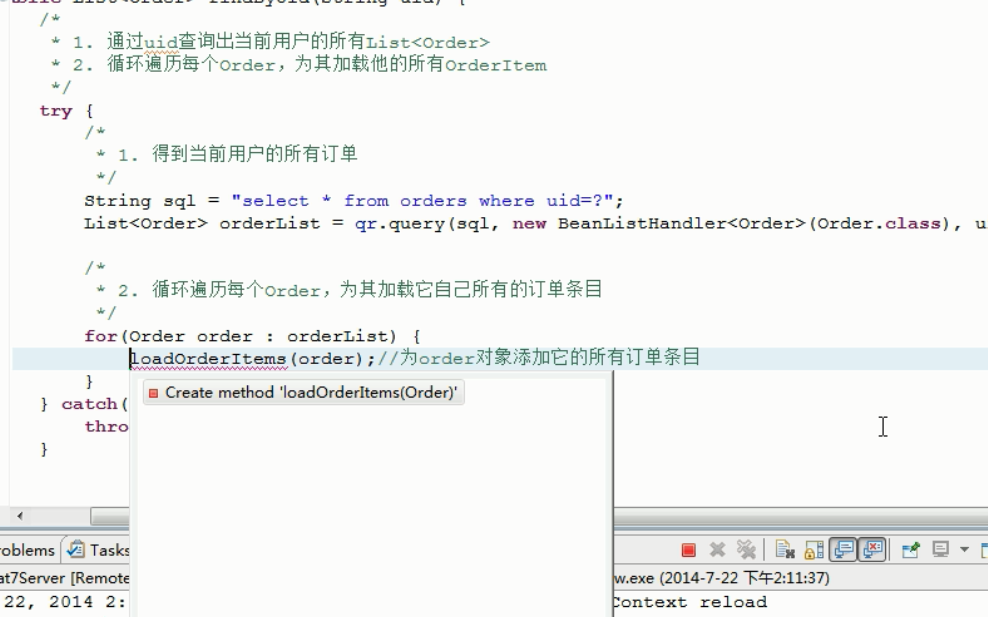 List<Order> findByUid(String uid) {
/*
* 1. 通过uid查询出当前用户的所有List<Order>
* 2. 循环遍历每个Order，为其加载他的所有OrderItem
*/
try {
/*
* 1. 得到当前用户的所有订单
*/
String sql = "select * from orders where uid=?";
List<Order> orderList = qr.query(sql, new BeanListHandler<Order>(Order.class), u
/*
* 2. 循环遍历每个Order，为其加载它自己所有的订单条目
*/
for(Order order : orderList) {
loadOrderItems(order);//为order对象添加它的所有订单条目
Create method 'loadOrderItems(Order)'
}
} catch(
thro
}
oblems Tasks
at7Server [Remote w.exe (2014-7-22 下午2:11:37)
22, 2014 2: Context reload